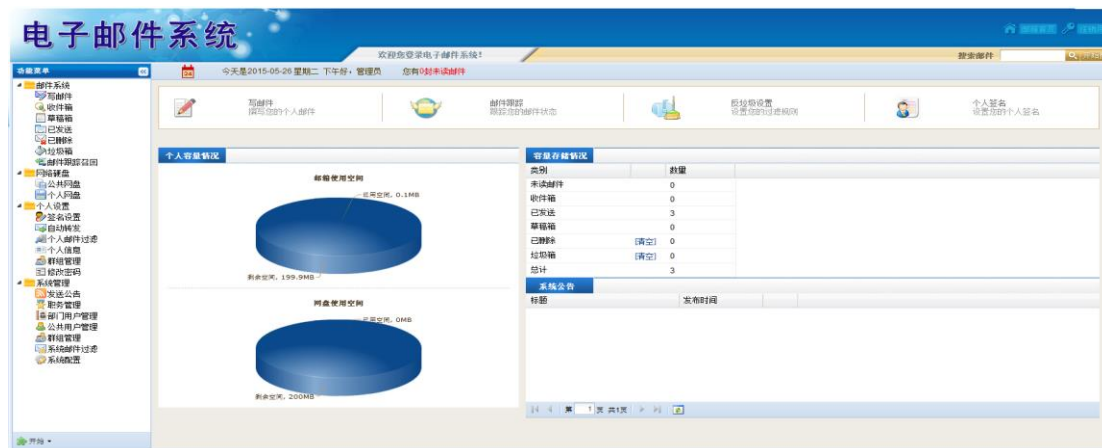 电子邮件系统
欢迎您登录电子邮件系统!
搜索邮件
功能菜单
今天是2015-05-26 星期二 下午好, 管理员 您有0封未读邮件
邮件系统
写邮件
收件箱
草稿箱
已发送
已删除
垃圾箱
邮件跟踪召回
网络硬盘
公共网盘
个人网盘
个人设置
签名设置
自动转发
个人邮件过滤
个人信息
群组管理
修改密码
系统管理
发送公告
职务管理
部门用户管理
公共用户管理
群组管理
系统邮件过滤
系统配置
开始
写邮件
撰写您的个人邮件
邮件跟踪
跟踪您的邮件状态
反垃圾设置
设置您的过滤规则
个人签名
设置您的个人签名
个人容量情况
邮箱使用空间
已用空间, 0.1MB
剩余空间, 199.9MB
网盘使用空间
已用空间, 0MB
剩余空间, 200MB
容量存储情况
类别 数量
未读邮件 0
收件箱 0
已发送 3
草稿箱 0
已删除 [清空] 0
垃圾箱 [清空] 0
总计 3
系统公告
标题 发布时间
第 1 页 共1页